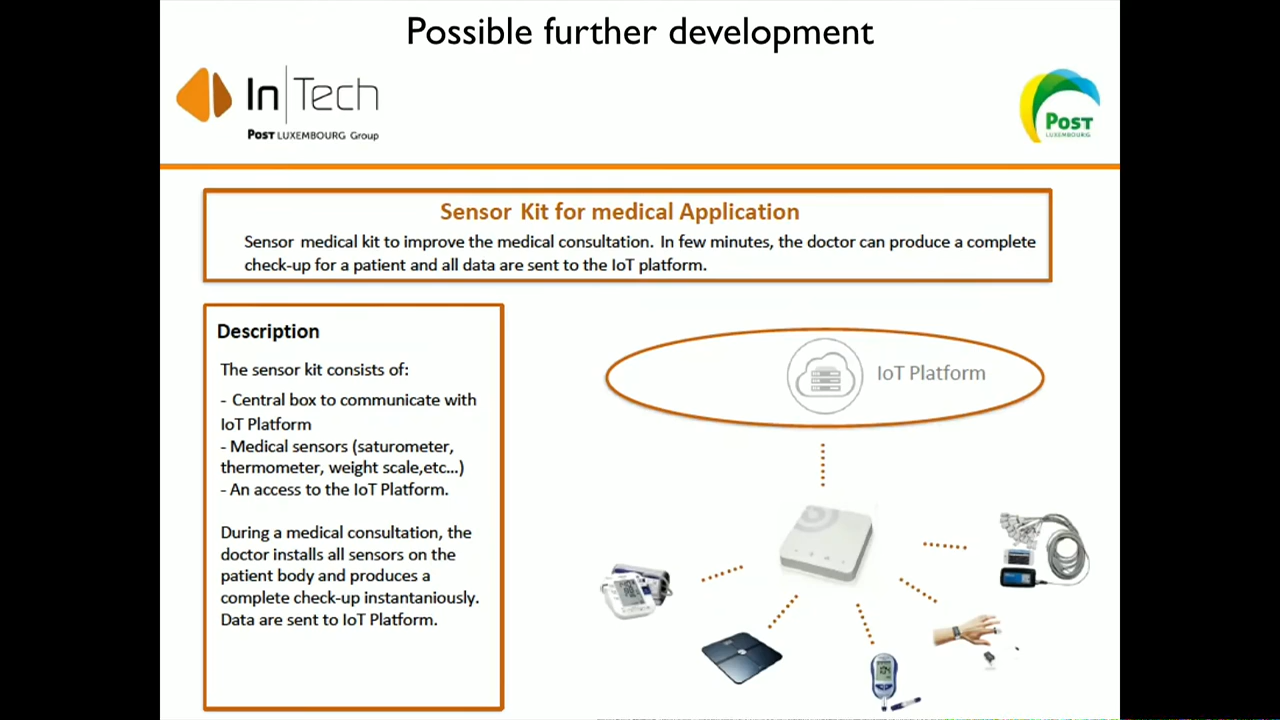 Possible further development
In Tech
POST LUXEMBOURG Group
POST
LUXEMBOURG
Sensor Kit for medical Application
Sensor medical kit to improve the medical consultation. In few minutes, the doctor can produce a complete
check-up for a patient and all data are sent to the IoT platform.
Description
The sensor kit consists of:
- Central box to communicate with
IoT Platform
- Medical sensors (saturometer,
thermometer, weight scale,etc...)
- An access to the IoT Platform.
During a medical consultation, the
doctor installs all sensors on the
patient body and produces a
complete check-up instantaniously.
Data are sent to IoT Platform.
IoT Platform